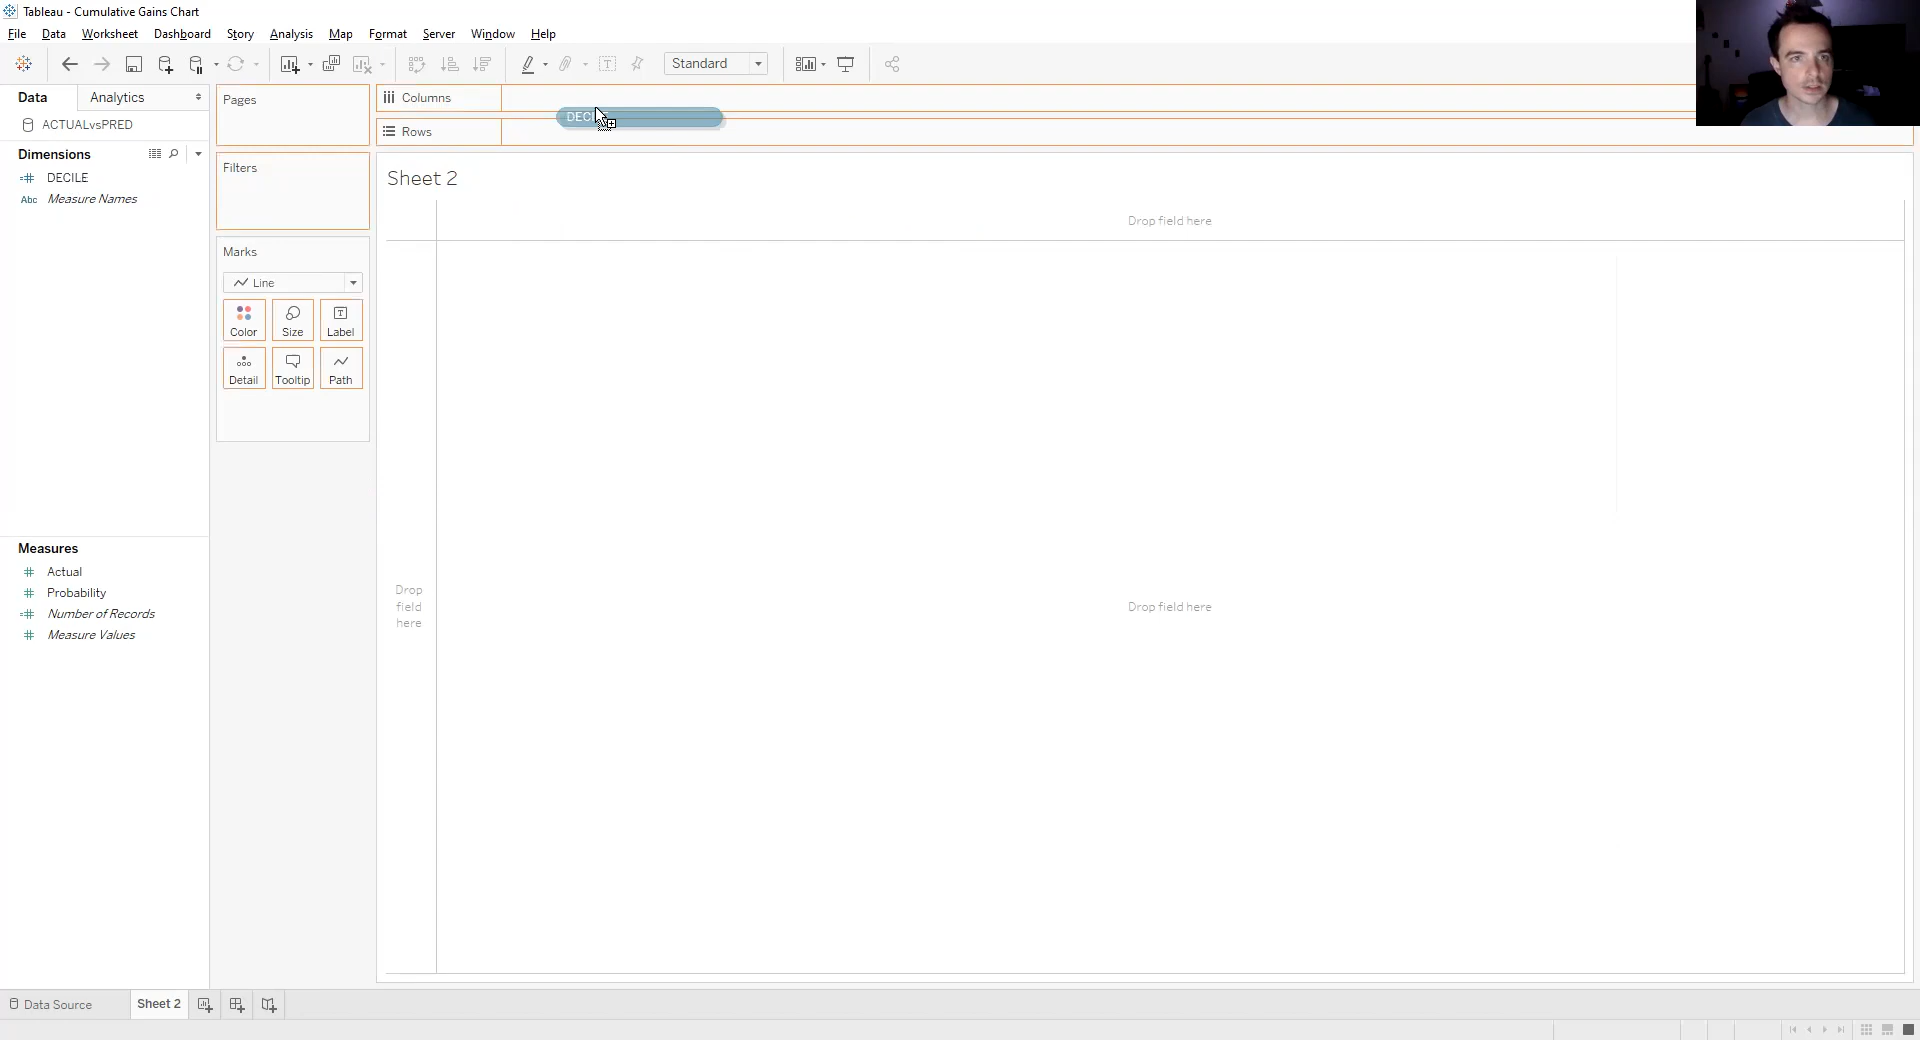 Tableau - Cumulative Gains Chart
File Data Worksheet Dashboard Story Analysis Map Format Server Window Help
Standard
Data Analytics
ACTUALvsPRED
Dimensions
DECILE
Abc Measure Names
Measures
Actual
Probability
Number of Records
Measure Values
Pages
Filters
Marks
Line
Color Size Label
Detail Tooltip Path
Columns
DECI
Rows
Sheet 2
Drop field here
Drop
field
here
Drop field here
Data Source Sheet 2